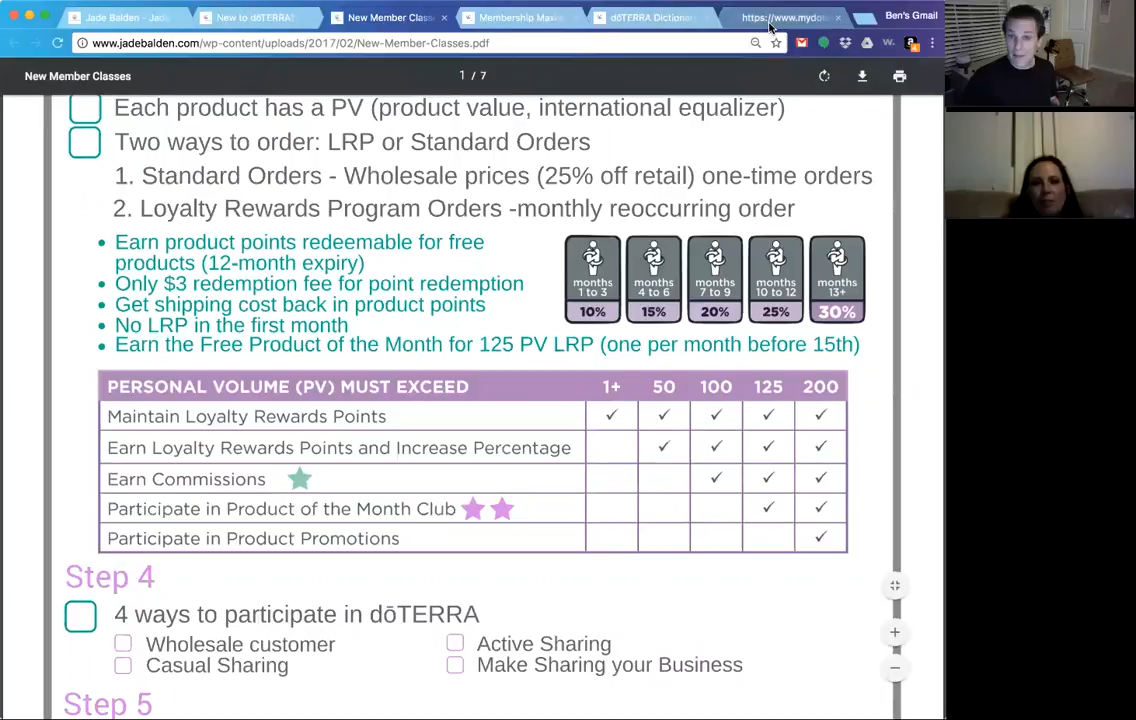 Jade Balden - Jade
New to dōTERRA?
New Member Classes
Membership Maxim
dōTERRA Dictionary
https://www.mydot
Ben's Gmail
www.jadebalden.com/wp-content/uploads/2017/02/New-Member-Classes.pdf
New Member Classes
1 / 7
Each product has a PV (product value, international equalizer)
Two ways to order: LRP or Standard Orders
1. Standard Orders - Wholesale prices (25% off retail) one-time orders
2. Loyalty Rewards Program Orders -monthly reoccurring order
• Earn product points redeemable for free
products (12-month expiry)
• Only $3 redemption fee for point redemption
• Get shipping cost back in product points
• No LRP in the first month
• Earn the Free Product of the Month for 125 PV LRP (one per month before 15th)
months
1 to 3
10%
months
4 to 6
15%
months
7 to 9
20%
months
10 to 12
25%
months
13+
30%
PERSONAL VOLUME (PV) MUST EXCEED 1+ 50 100 125 200
Maintain Loyalty Rewards Points ✓ ✓ ✓ ✓ ✓
Earn Loyalty Rewards Points and Increase Percentage ✓ ✓ ✓ ✓
Earn Commissions ✓ ✓ ✓
Participate in Product of the Month Club ✓ ✓
Participate in Product Promotions ✓
Step 4
4 ways to participate in dōTERRA
Wholesale customer
Active Sharing
Casual Sharing
Make Sharing your Business
Step 5